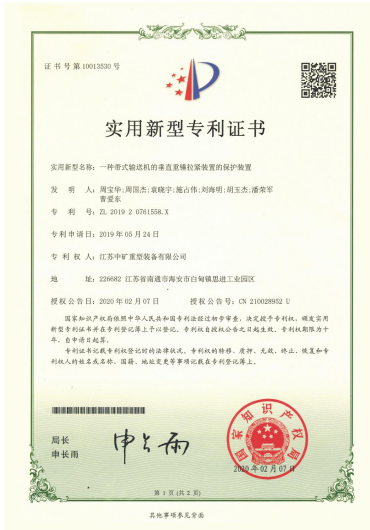 证书号第10013530号
实用新型专利证书
实用新型名称：一种带式输送机的垂直重锤拉紧装置的保护装置
发明人：周宝华;周国杰;袁晓宇;施占伟;刘海明;胡玉杰;潘荣军
曹爱东
专利号：ZL 2019 2 0761558.X
专利申请日：2019年05月24日
专利权人：江苏中矿重型装备有限公司
地址：226682 江苏省南通市海安市白甸镇思进工业园区
授权公告日：2020年02月07日 授权公告号：CN 210028952 U
国家知识产权局依照中华人民共和国专利法经过初步审查，决定授予专利权，颁发实用
新型专利证书并在专利登记簿上予以登记。专利权自授权公告之日起生效。专利权期限为十
年，自申请日起算。
专利证书记载专利权登记时的法律状况。专利权的转移、质押、无效、终止、恢复和专
利权人的姓名或名称、国籍、地址变更等事项记载在专利登记簿上。
局长
申长雨
申长雨
国家知识产权局
2020年02月07日
第1页(共2页)
其他事项参见背面